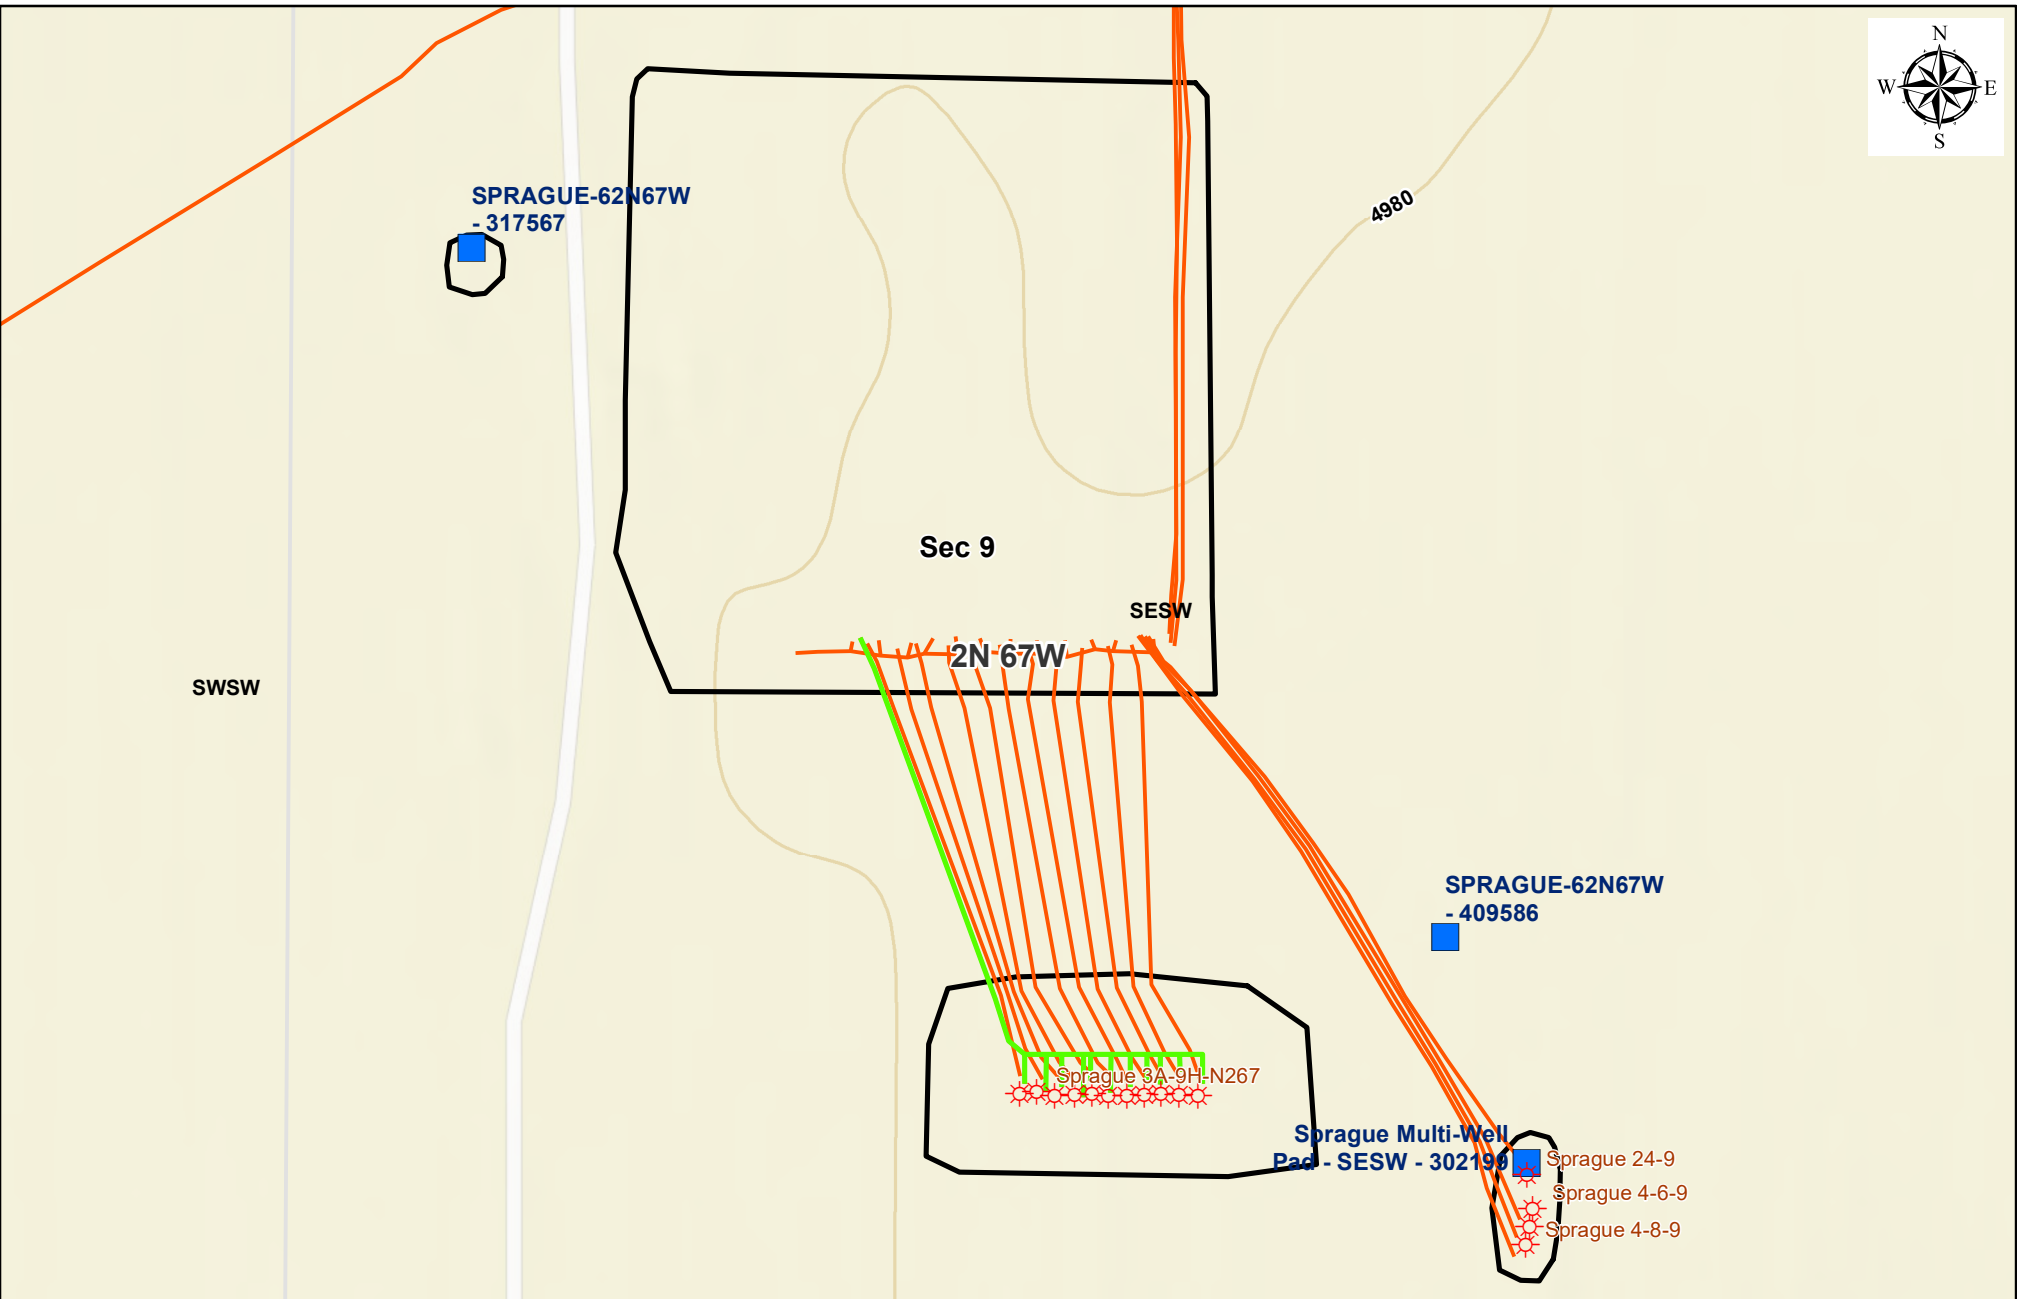 N
W E
S
SPRAGUE-62N67W
- 317567
4980
Sec 9
SESW
2N 67W
SWSW
SPRAGUE-62N67W
- 409586
Sprague 3A-9H-N267
Sprague Multi-Well
Pad - SESW - 302199
Sprague 24-9
Sprague 4-6-9
Sprague 4-8-9